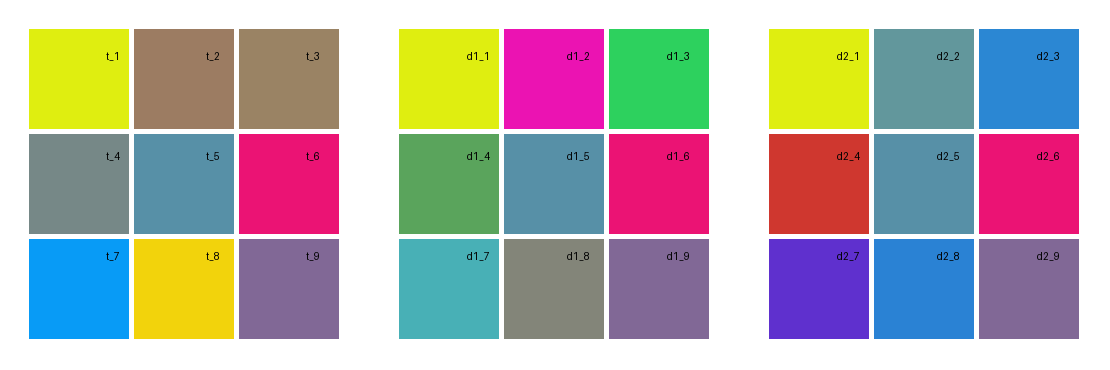 t_1 t_2 t_3 d1_1 d1_2 d1_3 d2_1 d2_2 d2_3
t_4 t_5 t_6 d1_4 d1_5 d1_6 d2_4 d2_5 d2_6
t_7 t_8 t_9 d1_7 d1_8 d1_9 d2_7 d2_8 d2_9